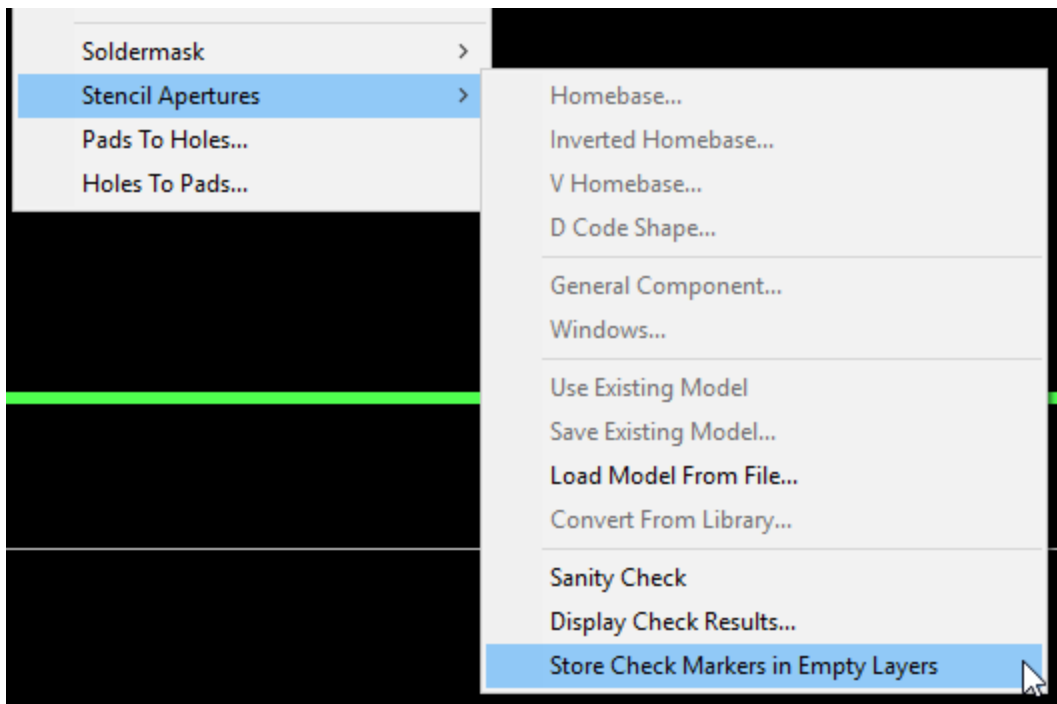 Soldermask
Stencil Apertures
Pads To Holes...
Holes To Pads...
Homebase...
Inverted Homebase...
V Homebase...
D Code Shape...
General Component...
Windows...
Use Existing Model
Save Existing Model...
Load Model From File...
Convert From Library...
Sanity Check
Display Check Results...
Store Check Markers in Empty Layers